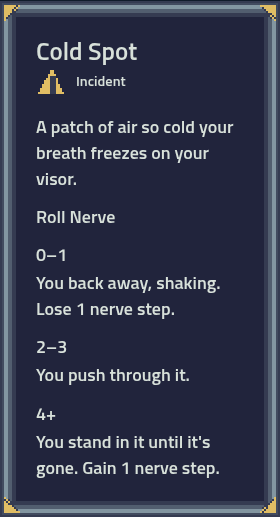 Cold Spot
Incident
A patch of air so cold your
breath freezes on your
visor.
Roll Nerve
0–1
You back away, shaking.
Lose 1 nerve step.
2–3
You push through it.
4+
You stand in it until it's
gone. Gain 1 nerve step.